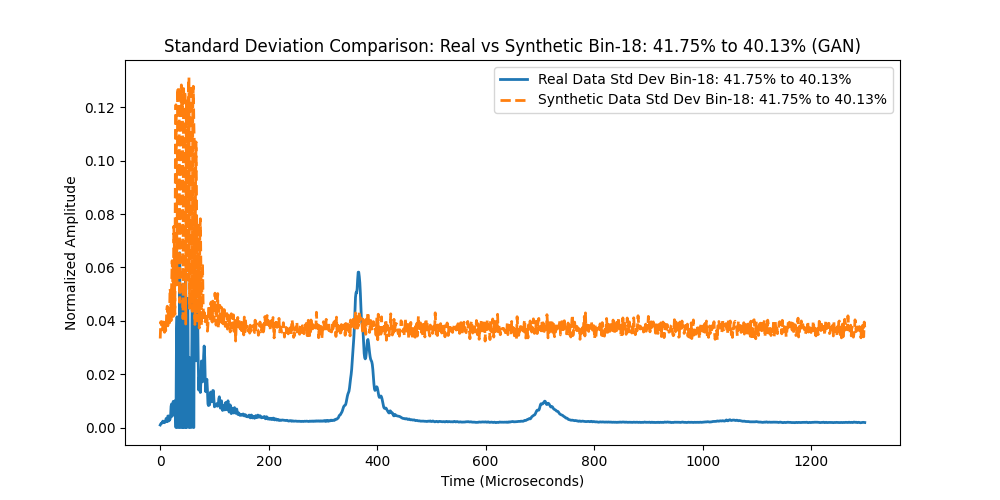 Standard Deviation Comparison: Real vs Synthetic Bin-18: 41.75% to 40.13% (GAN)
Real Data Std Dev Bin-18: 41.75% to 40.13%
Synthetic Data Std Dev Bin-18: 41.75% to 40.13%
Normalized Amplitude
0.12
0.10
0.08
0.06
0.04
0.02
0.00
0 200 400 600 800 1000 1200
Time (Microseconds)